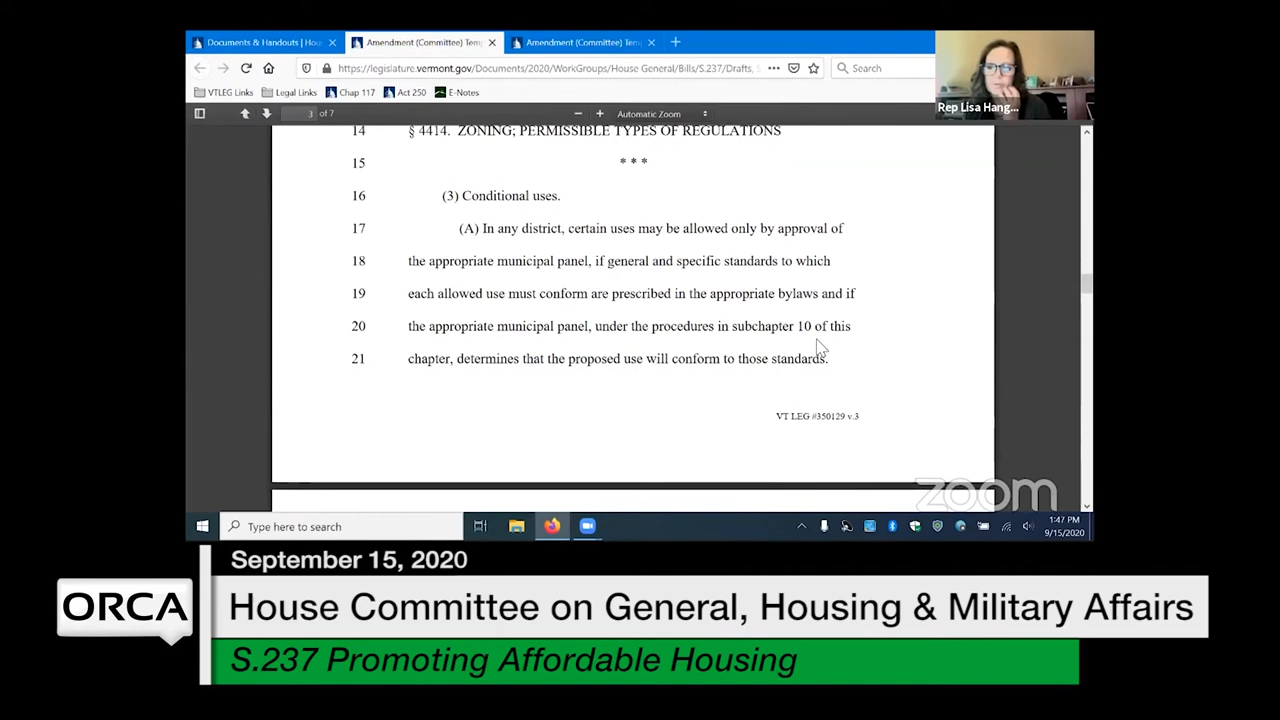 Documents & Handouts | Hou
Amendment (Committee) Tem
Amendment (Committee) Tem
https://legislature.vermont.gov/Documents/2020/WorkGroups/House General/Bills/S.237/Drafts,
Search
VTLEG Links
Legal Links
Chap 117
Act 250
E-Notes
Rep Lisa Hang...
3 of 7
Automatic Zoom
14 § 4414. ZONING; PERMISSIBLE TYPES OF REGULATIONS
15 * * *
16 (3) Conditional uses.
17 (A) In any district, certain uses may be allowed only by approval of
18 the appropriate municipal panel, if general and specific standards to which
19 each allowed use must conform are prescribed in the appropriate bylaws and if
20 the appropriate municipal panel, under the procedures in subchapter 10 of this
21 chapter, determines that the proposed use will conform to those standards.
VT LEG #350129 v.3
zoom
Type here to search
1:47 PM
9/15/2020
September 15, 2020
ORCA
House Committee on General, Housing & Military Affairs
S.237 Promoting Affordable Housing